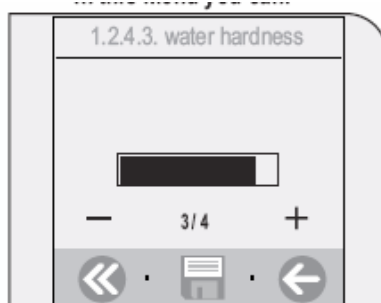 1.2.4.3. water hardness
— 3/4 +